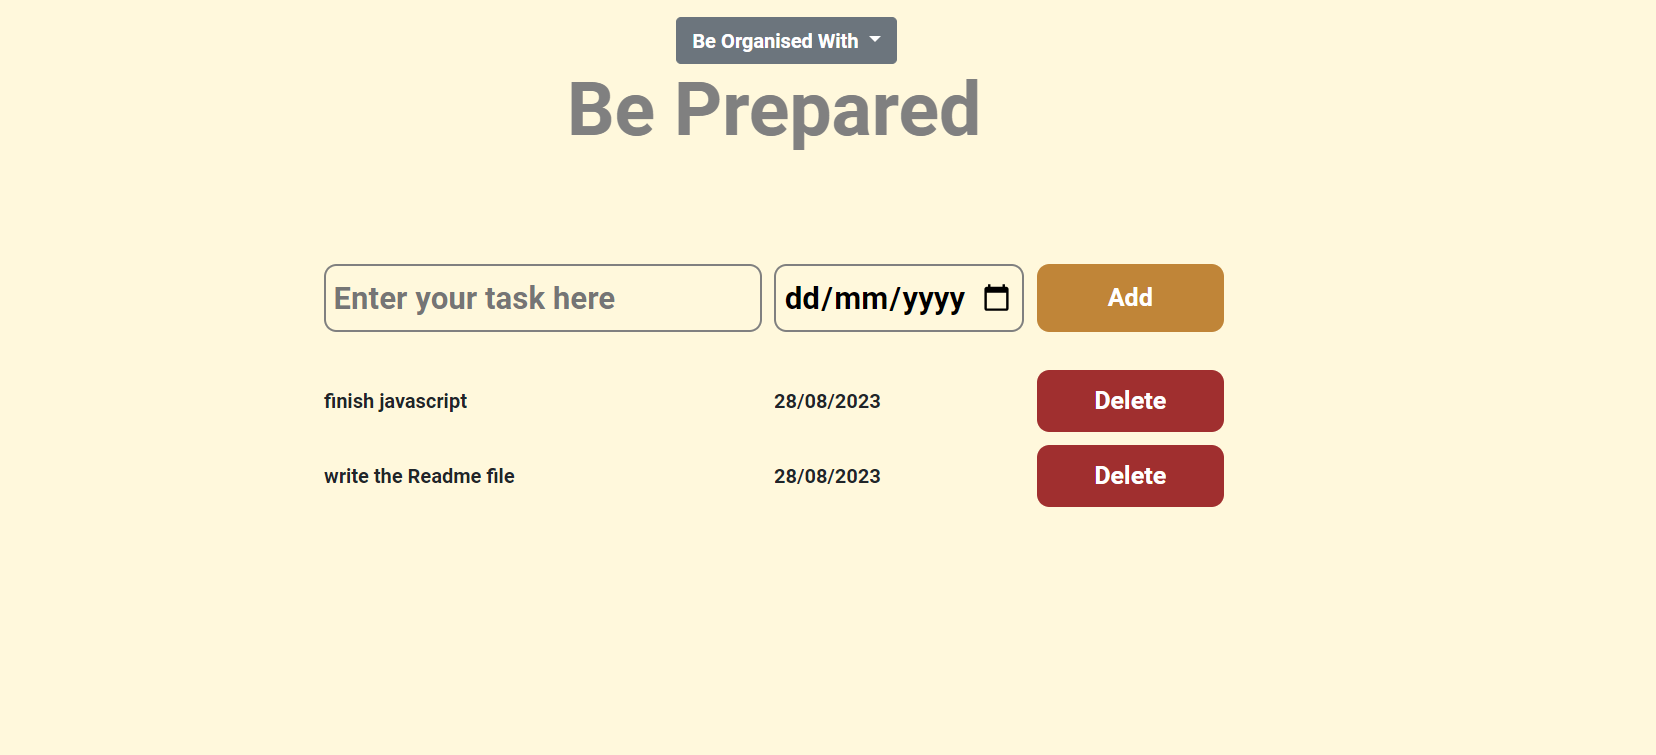 Be Organised With
Be Prepared
Enter your task here dd/mm/yyyy Add
finish javascript 28/08/2023 Delete
write the Readme file 28/08/2023 Delete